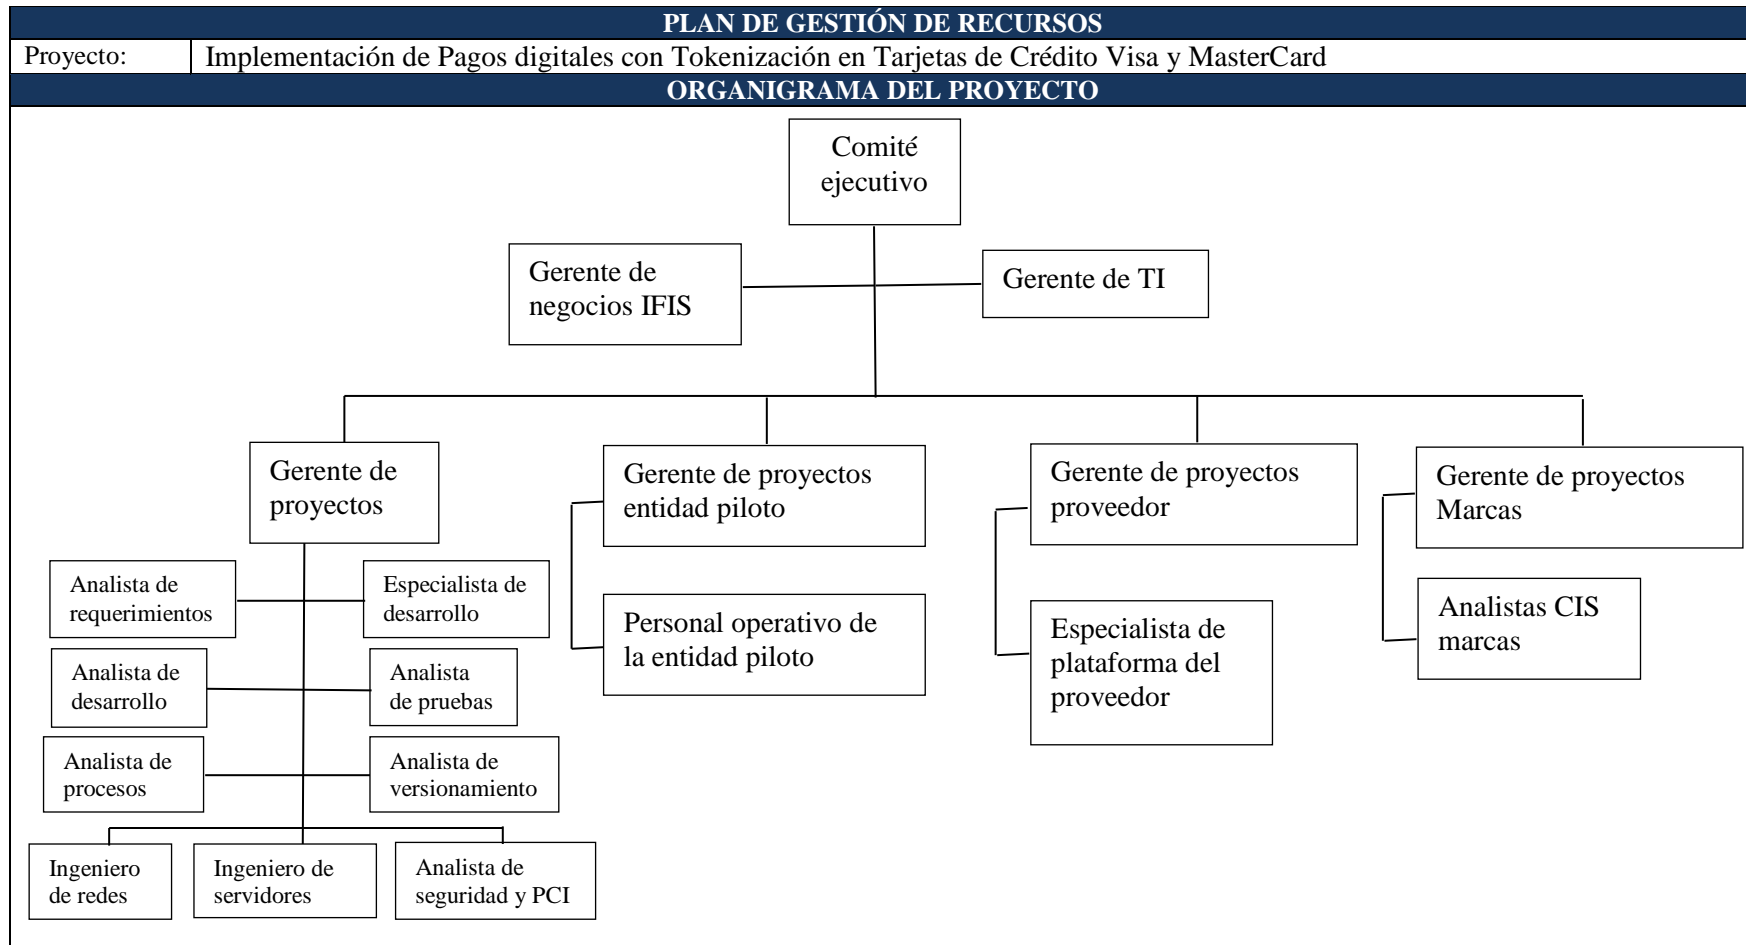 PLAN DE GESTIÓN DE RECURSOS
Proyecto: Implementación de Pagos digitales con Tokenización en Tarjetas de Crédito Visa y MasterCard
ORGANIGRAMA DEL PROYECTO
Comité
ejecutivo
Gerente de
negocios IFIS
Gerente de TI
Gerente de
proyectos
Gerente de proyectos
entidad piloto
Gerente de proyectos
proveedor
Gerente de proyectos
Marcas
Analista de
requerimientos
Especialista de
desarrollo
Personal operativo de
la entidad piloto
Especialista de
plataforma del
proveedor
Analistas CIS
marcas
Analista de
desarrollo
Analista
de pruebas
Analista de
procesos
Analista de
versionamiento
Ingeniero
de redes
Ingeniero de
servidores
Analista de
seguridad y PCI